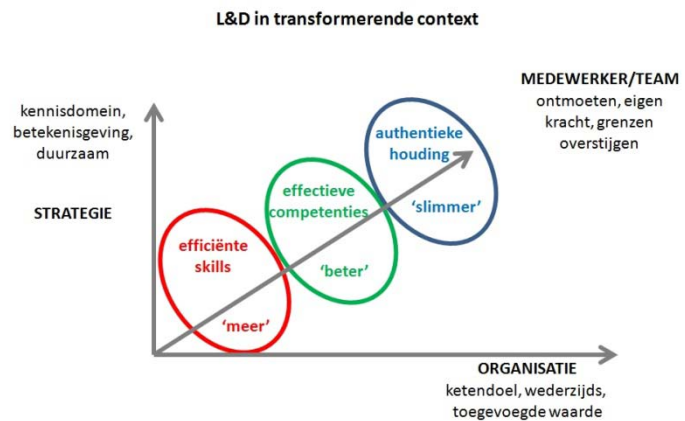 L&D in transformerende context
MEDEWERKER/TEAM
ontmoeten, eigen
kracht, grenzen
overstijgen
kennisdomein,
betekenisgeving,
duurzaam
STRATEGIE
authentieke
houding
‘slimmer’
effectieve
competenties
‘beter’
efficiënte
skills
‘meer’
ORGANISATIE
ketendoel, wederzijds,
toegevoegde waarde